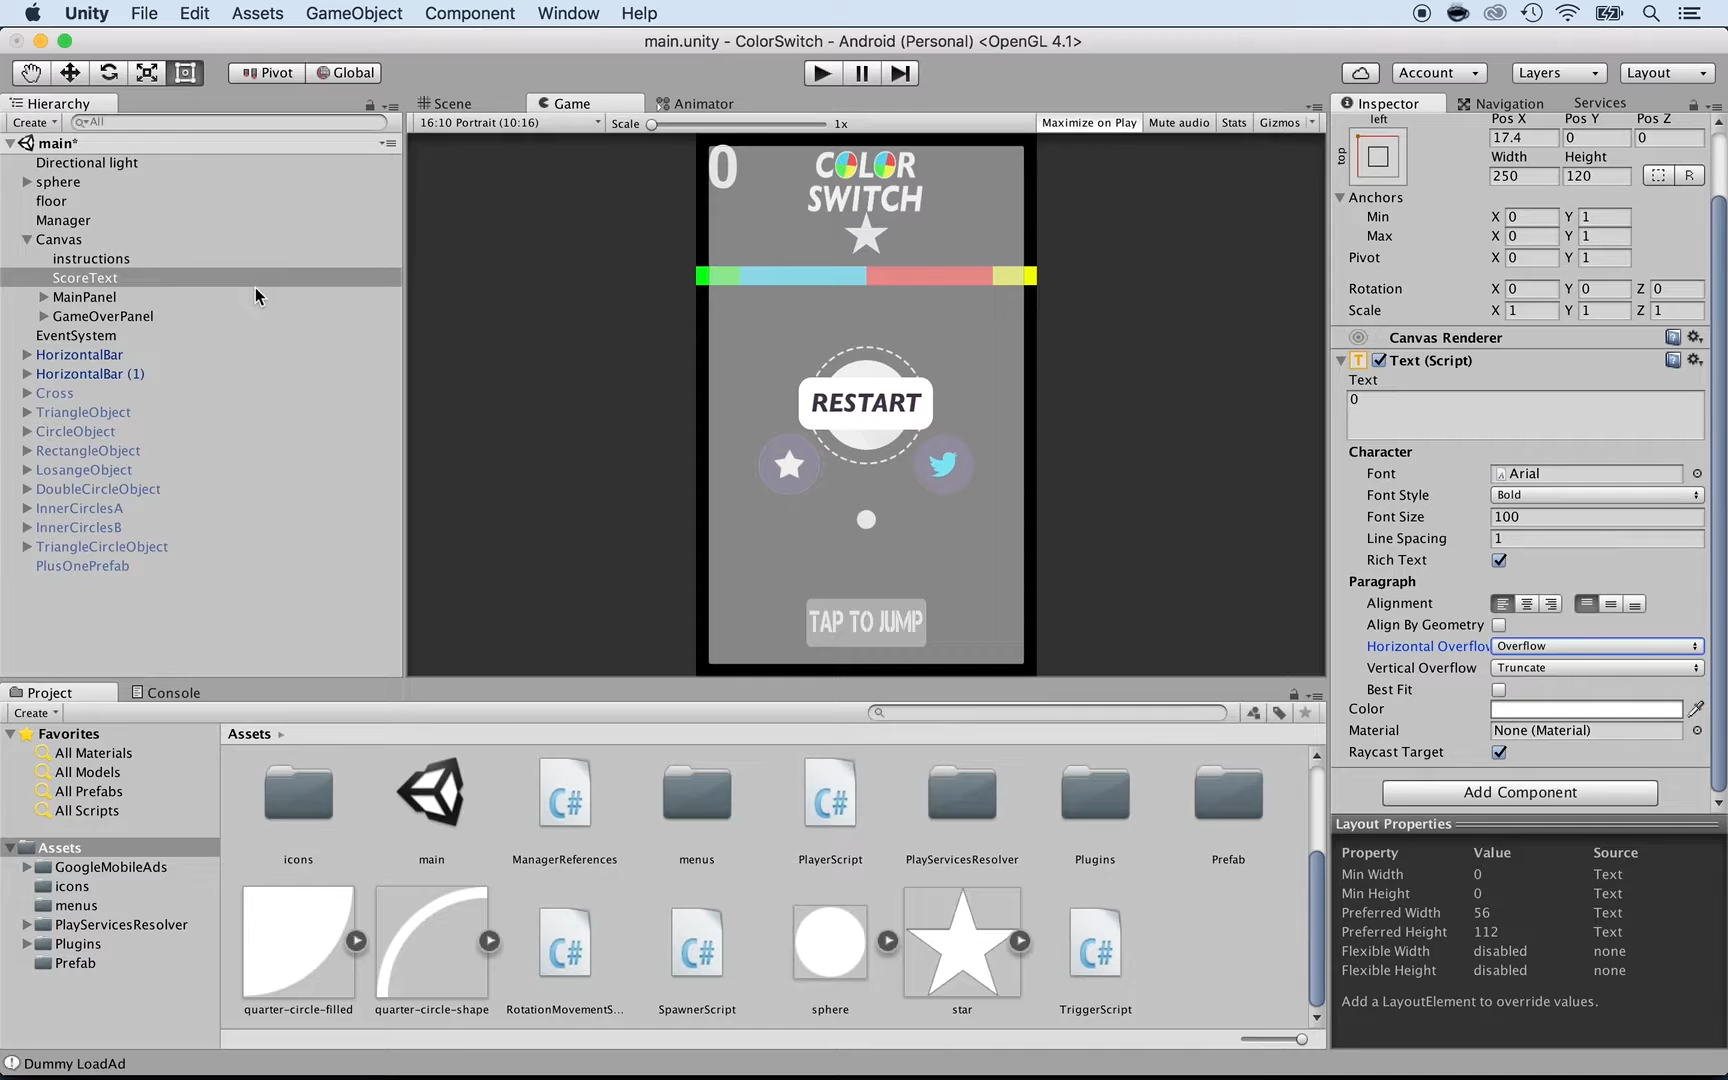 Unity File Edit Assets GameObject Component Window Help
main.unity - ColorSwitch - Android (Personal) <OpenGL 4.1>
Pivot Global Account Layers Layout
Hierarchy Scene Game Animator Inspector Navigation Services
Create All 16:10 Portrait (10:16) Scale 1x Maximize on Play Mute audio Stats Gizmos
main*
Directional light
sphere
floor
Manager
Canvas
instructions
ScoreText
MainPanel
GameOverPanel
EventSystem
HorizontalBar
HorizontalBar (1)
Cross
TriangleObject
CircleObject
RectangleObject
LosangeObject
DoubleCircleObject
InnerCirclesA
InnerCirclesB
TriangleCircleObject
PlusOnePrefab
0
COLOR
SWITCH
RESTART
TAP TO JUMP
left Pos X Pos Y Pos Z
top 17.4 0 0
Width Height
250 120 R
Anchors
Min X 0 Y 1
Max X 0 Y 1
Pivot X 0 Y 1
Rotation X 0 Y 0 Z 0
Scale X 1 Y 1 Z 1
Canvas Renderer
T Text (Script)
Text
0
Character
Font Arial
Font Style Bold
Font Size 100
Line Spacing 1
Rich Text
Paragraph
Alignment
Align By Geometry
Horizontal Overflow Overflow
Vertical Overflow Truncate
Best Fit
Color
Material None (Material)
Raycast Target
Add Component
Layout Properties
Property Value Source
Min Width 0 Text
Min Height 0 Text
Preferred Width 56 Text
Preferred Height 112 Text
Flexible Width disabled none
Flexible Height disabled none
Add a LayoutElement to override values.
Project Console
Create
Favorites
All Materials
All Models
All Prefabs
All Scripts
Assets
GoogleMobileAds
icons
menus
PlayServicesResolver
Plugins
Prefab
Assets
C# C#
icons main ManagerReferences menus PlayerScript PlayServicesResolver Plugins Prefab
C# C# C#
quarter-circle-filled quarter-circle-shape RotationMovementS... SpawnerScript sphere star TriggerScript
Dummy LoadAd